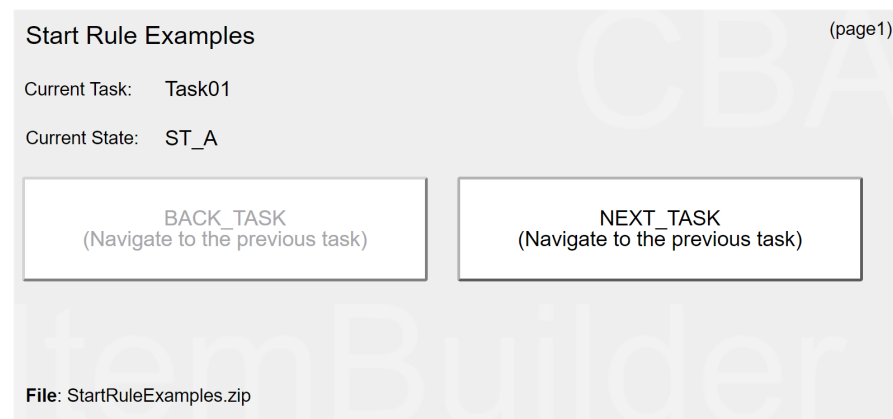 Start Rule Examples
(page1)
Current Task: Task01
Current State: ST_A
BACK_TASK
(Navigate to the previous task)
NEXT_TASK
(Navigate to the previous task)
CBA
ItemBuilder
File: StartRuleExamples.zip